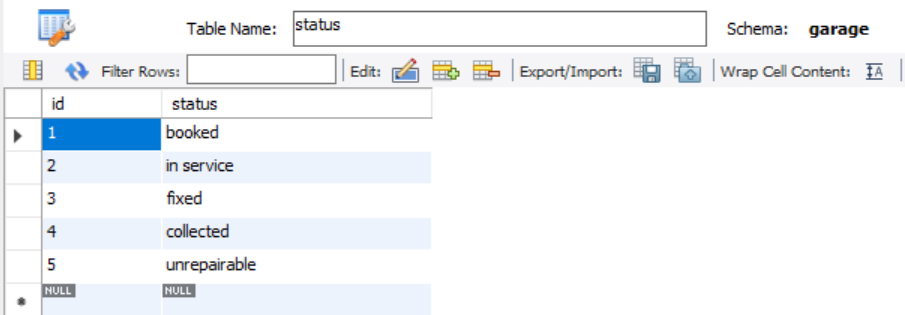 Table Name: status Schema: garage
Filter Rows: Edit: Export/Import: Wrap Cell Content: IA
id status
1 booked
2 in service
3 fixed
4 collected
5 unrepairable
NULL NULL